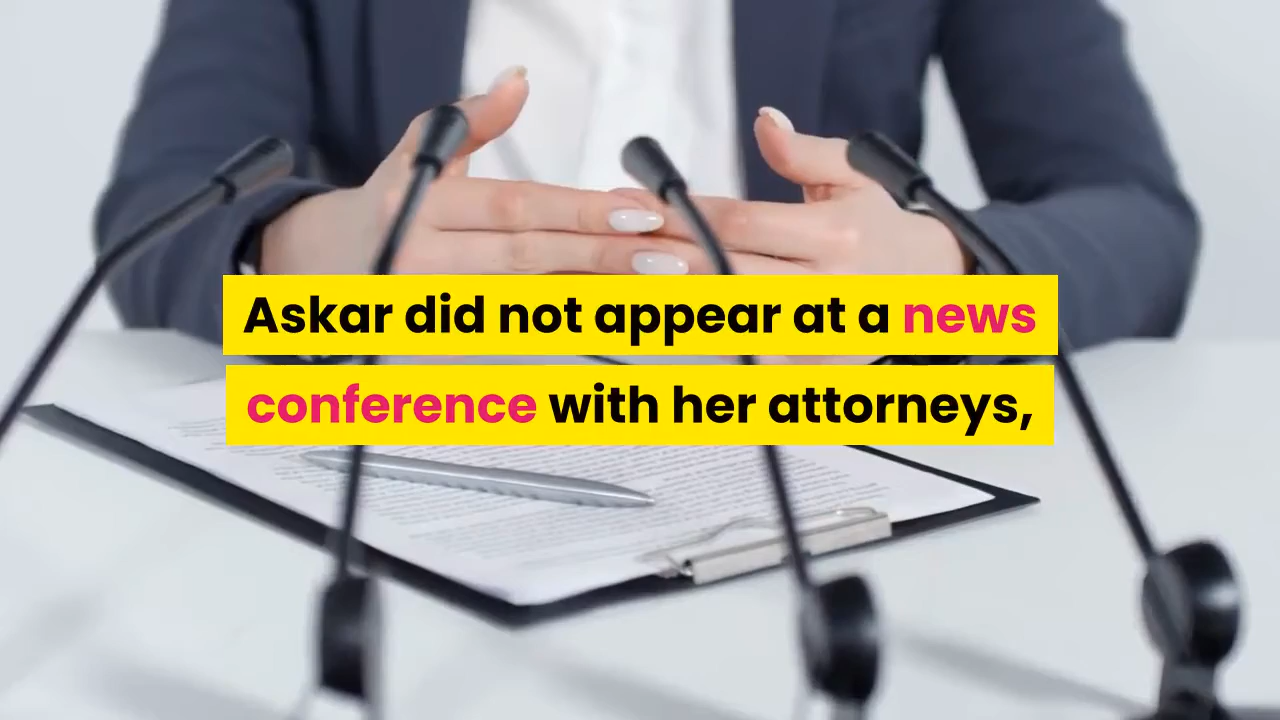 Askar did not appear at a news
conference with her attorneys,